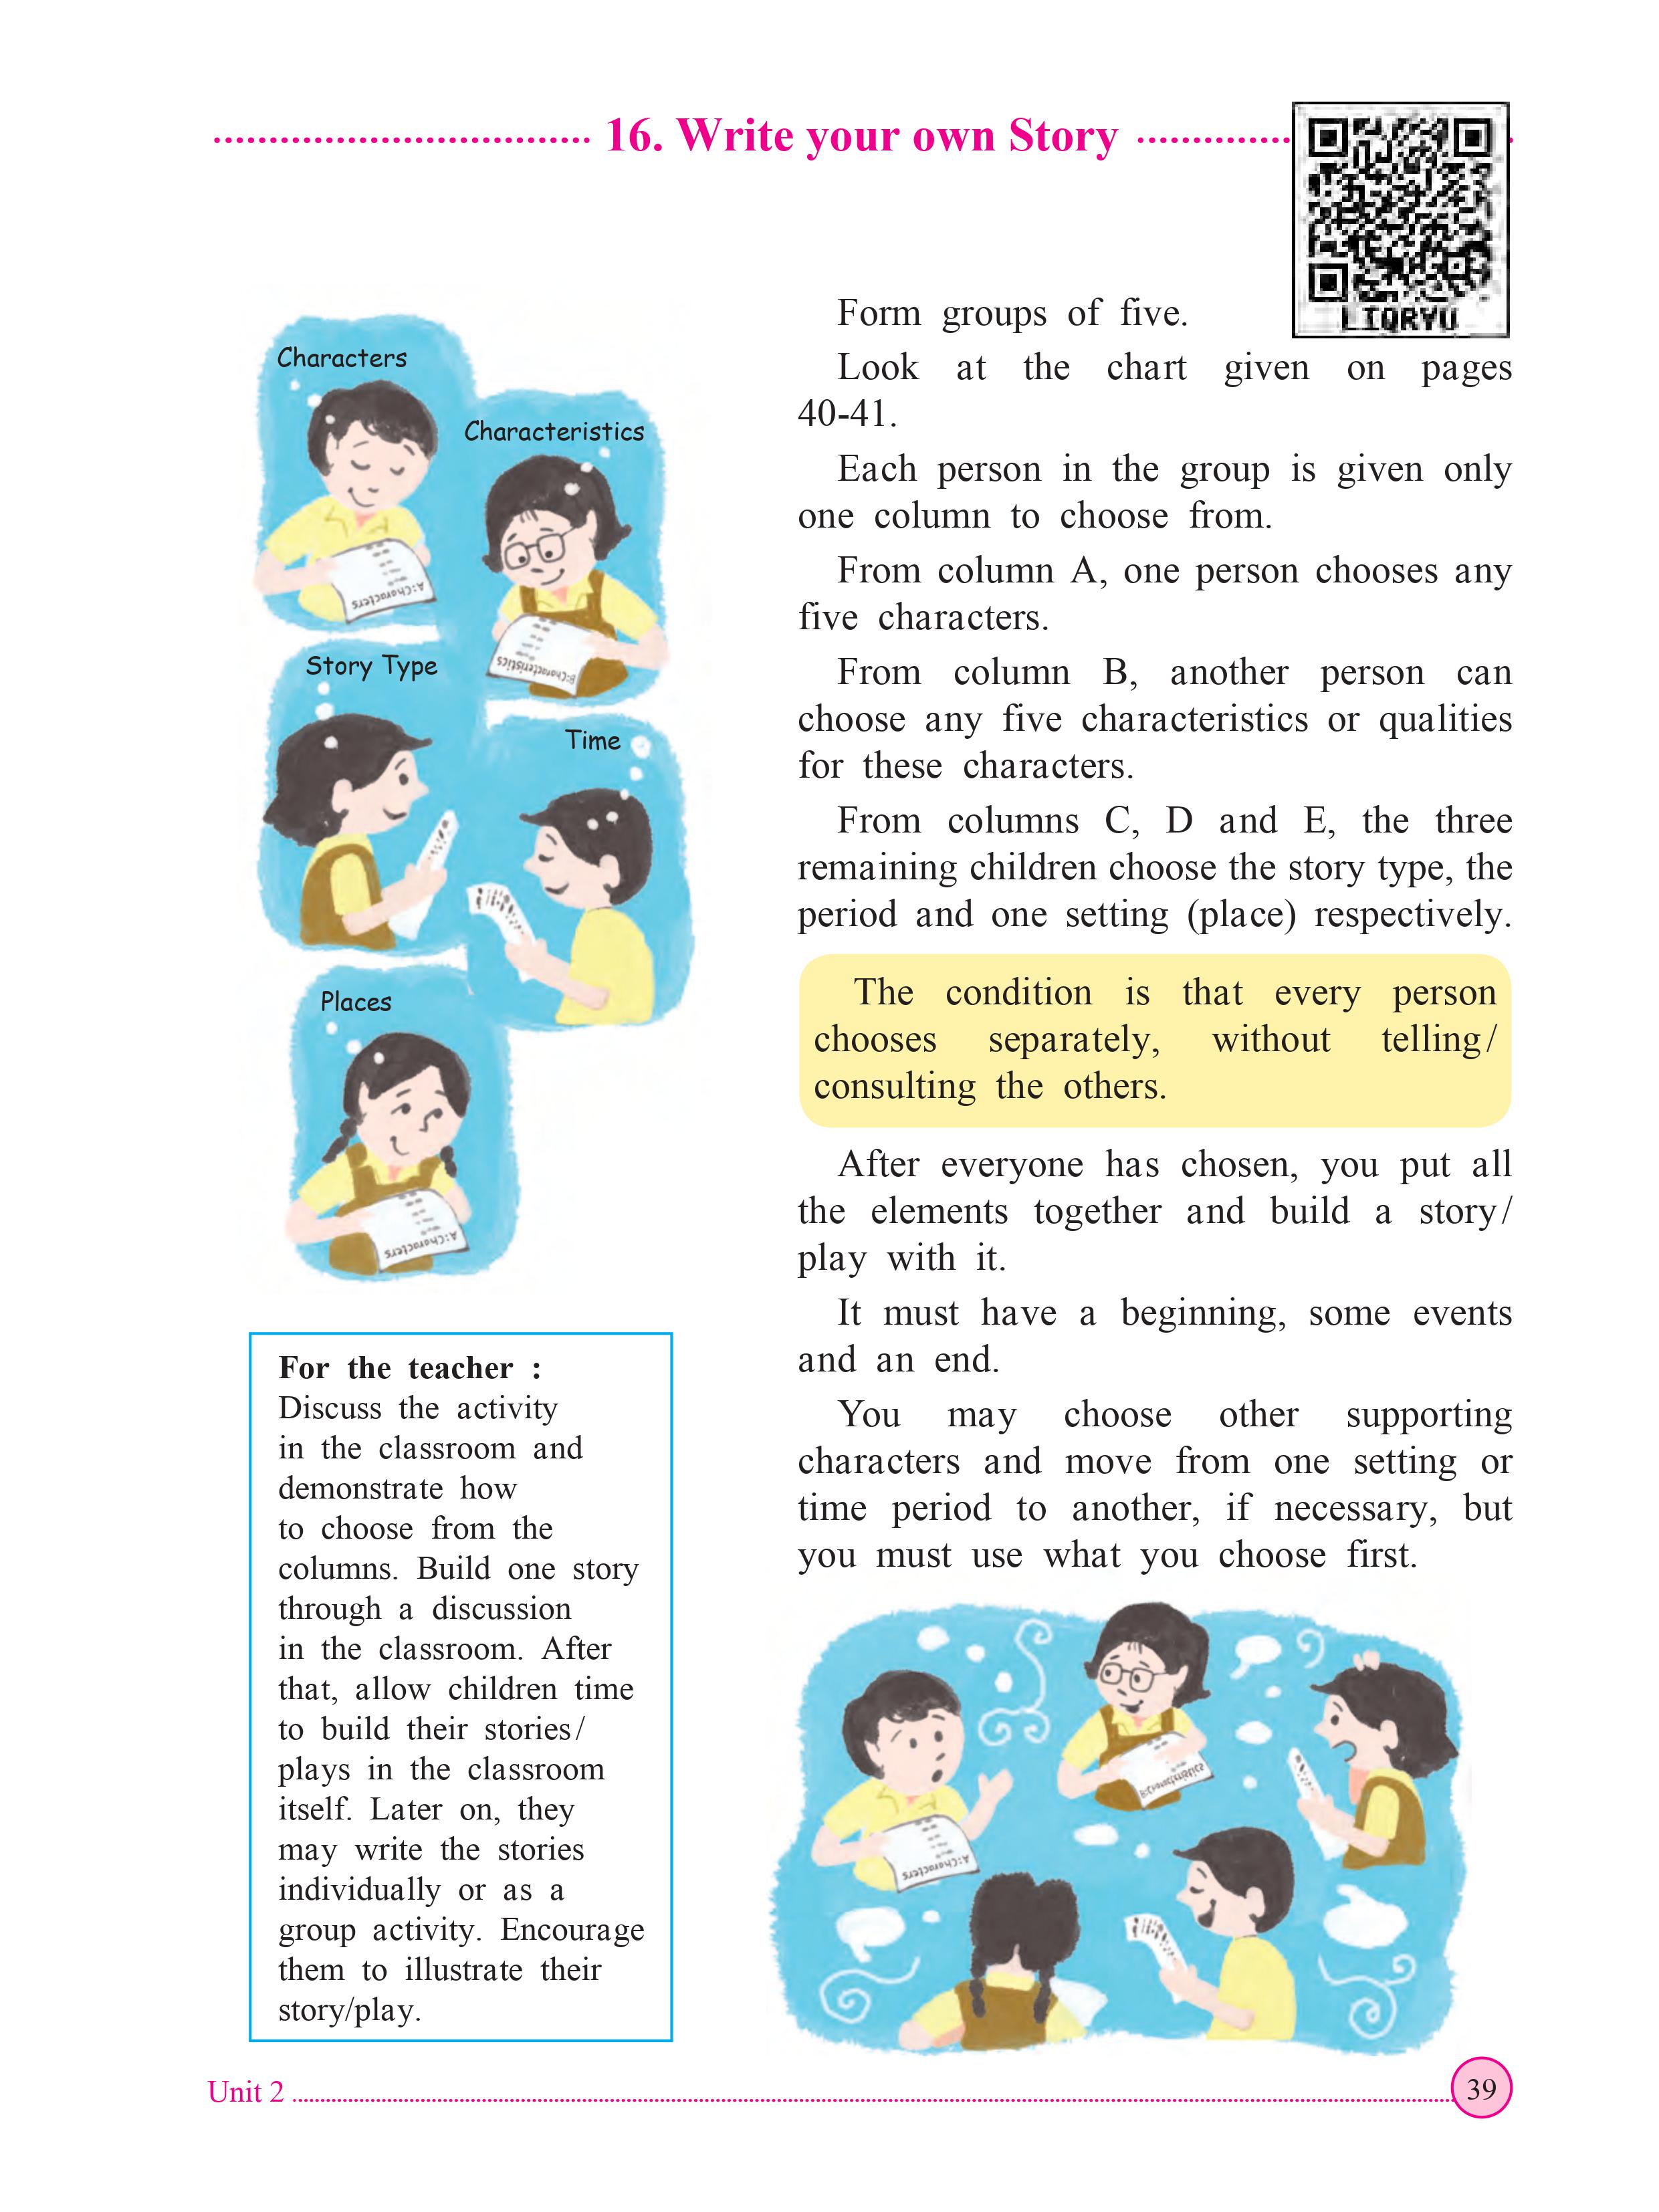 16. Write your own Story
LIQRYU
Characters
Characteristics
A:Characters
B:Characteristics
Story Type
Time
Places
A:Characters
For the teacher :
Discuss the activity
in the classroom and
demonstrate how
to choose from the
columns. Build one story
through a discussion
in the classroom. After
that, allow children time
to build their stories/
plays in the classroom
itself. Later on, they
may write the stories
individually or as a
group activity. Encourage
them to illustrate their
story/play.
Form groups of five.
Look at the chart given on pages
40-41.
Each person in the group is given only
one column to choose from.
From column A, one person chooses any
five characters.
From column B, another person can
choose any five characteristics or qualities
for these characters.
From columns C, D and E, the three
remaining children choose the story type, the
period and one setting (place) respectively.
The condition is that every person
chooses separately, without telling/
consulting the others.
After everyone has chosen, you put all
the elements together and build a story/
play with it.
It must have a beginning, some events
and an end.
You may choose other supporting
characters and move from one setting or
time period to another, if necessary, but
you must use what you choose first.
B:Characteristics
A:Characters
Unit 2
39